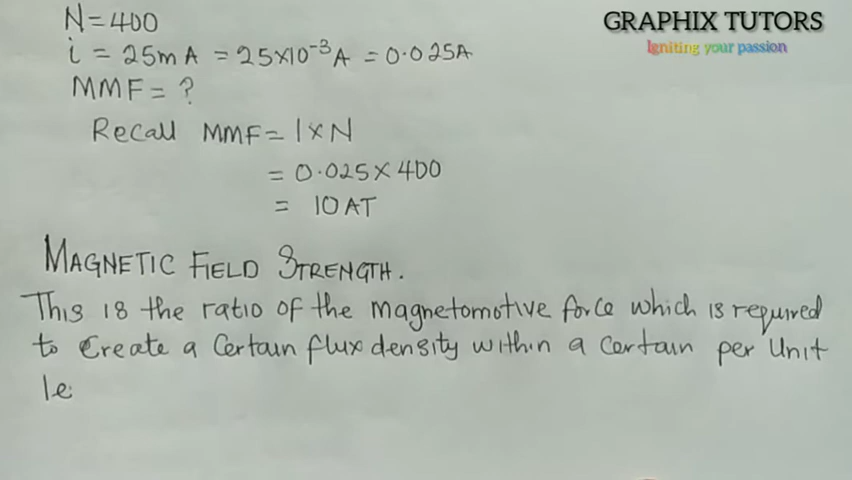 GRAPHIX TUTORS
Igniting your passion
N=400
i = 25mA = 25×10⁻³A = 0.025A
MMF= ?
Recall MMF= I×N
= 0.025×400
= 10AT
MAGNETIC FIELD STRENGTH.
This is the ratio of the magnetomotive force which is required
to Create a Certain flux density within a certain per Unit
le